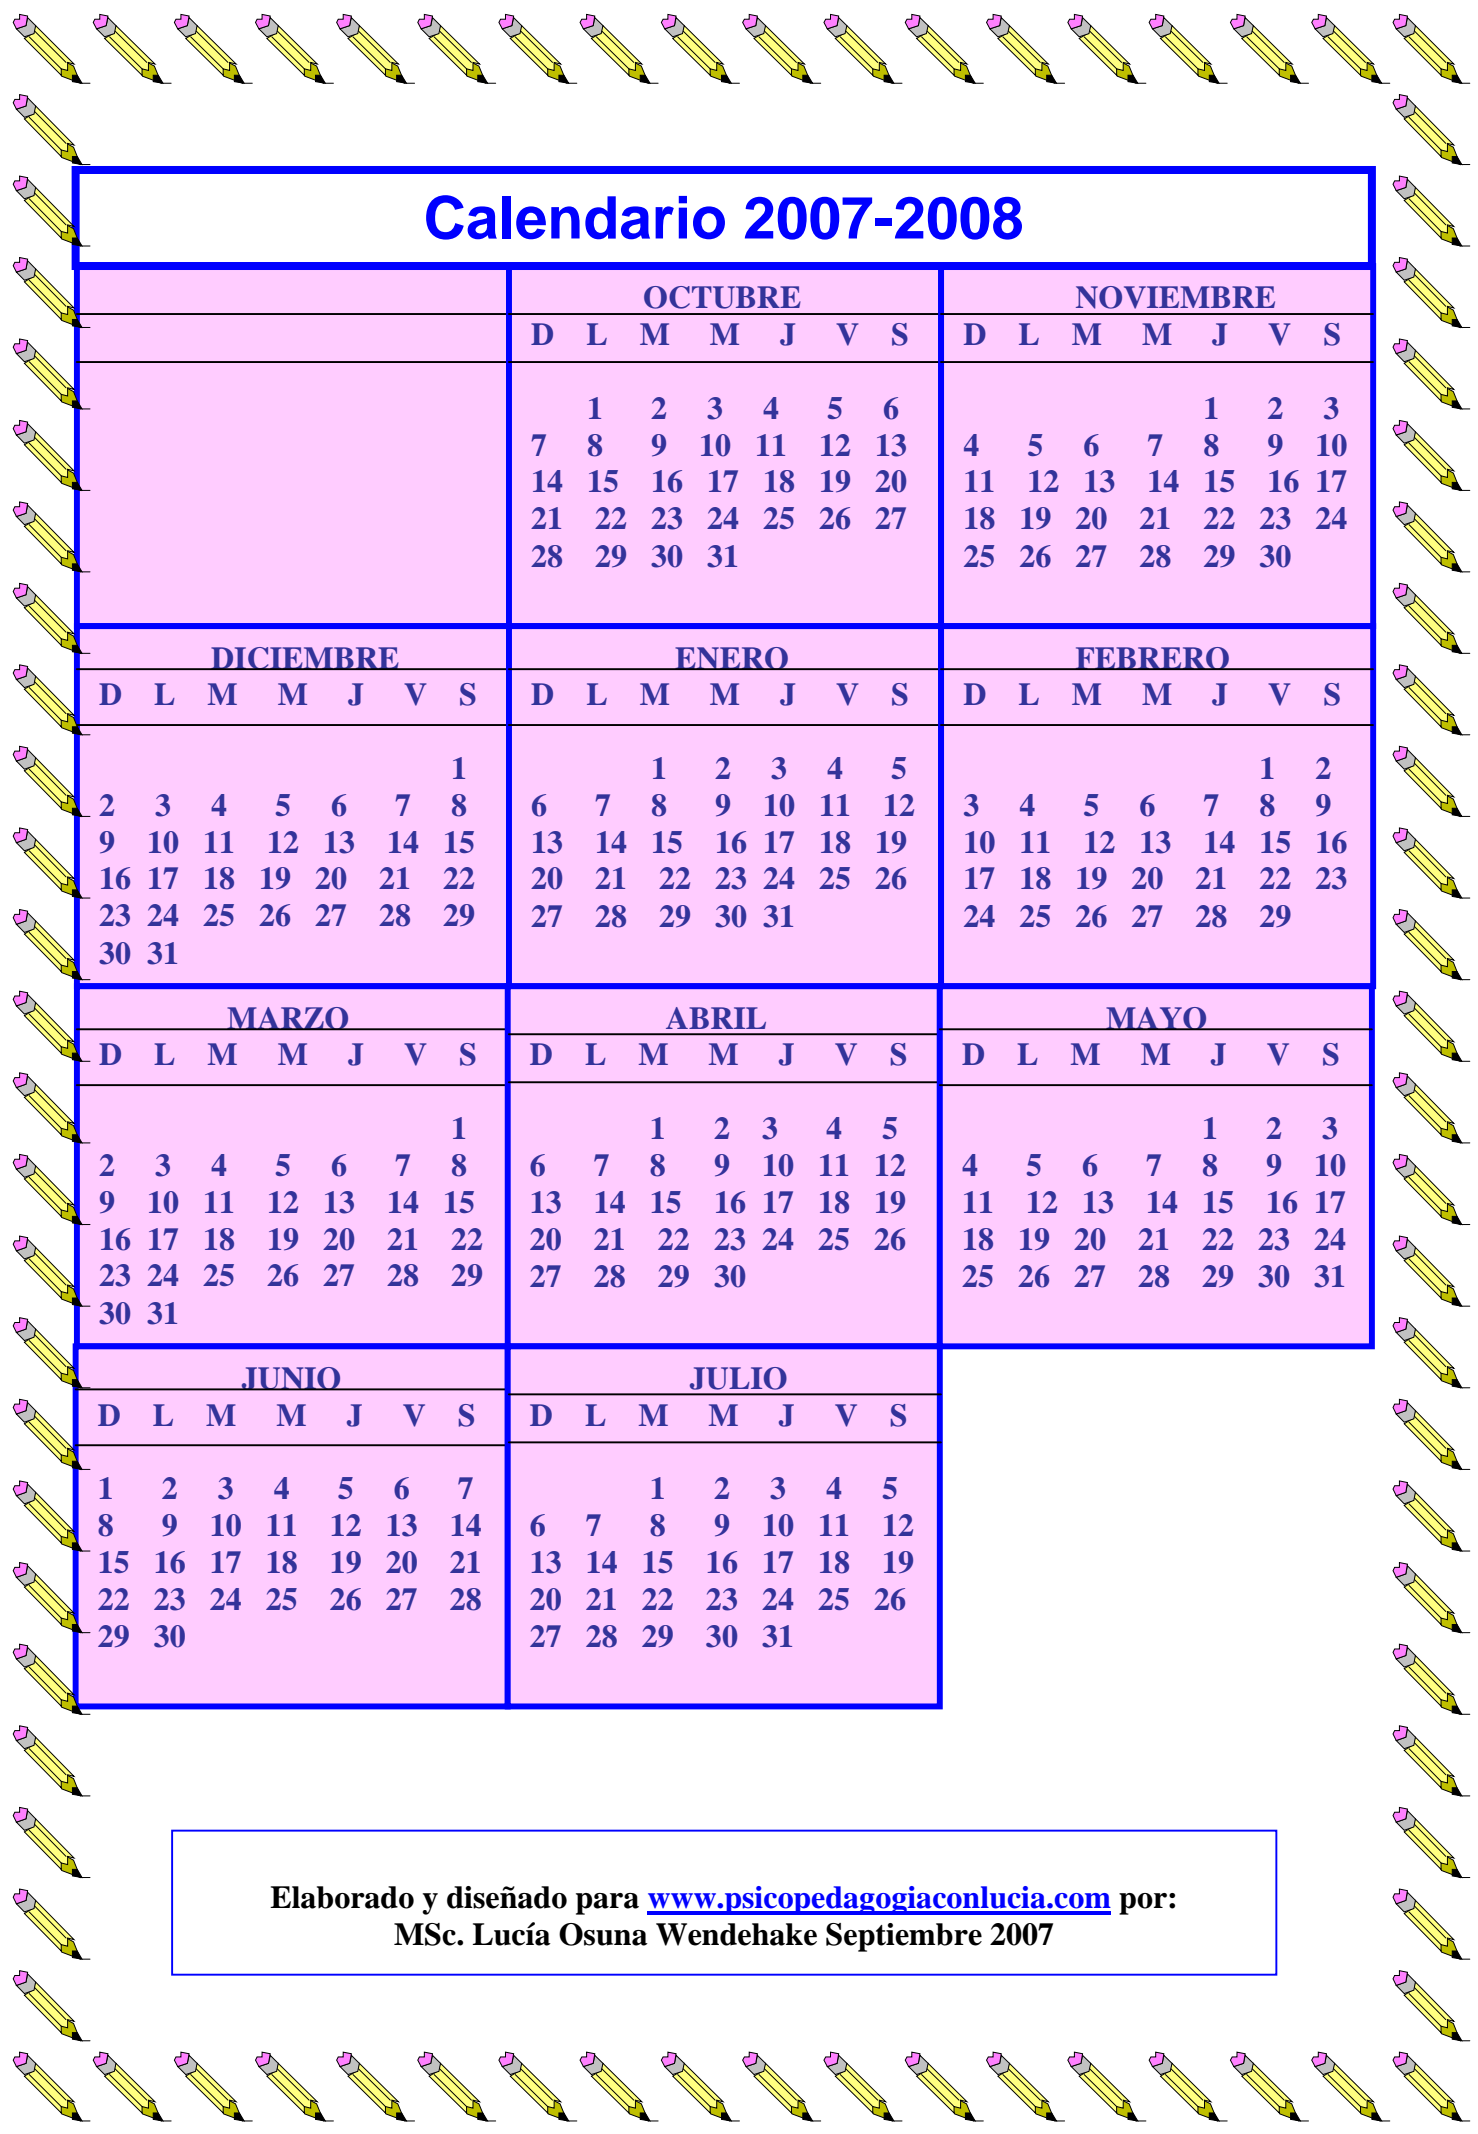 Calendario 2007-2008
OCTUBRE
D L M M J V S
1 2 3 4 5 6
7 8 9 10 11 12 13
14 15 16 17 18 19 20
21 22 23 24 25 26 27
28 29 30 31
NOVIEMBRE
D L M M J V S
1 2 3
4 5 6 7 8 9 10
11 12 13 14 15 16 17
18 19 20 21 22 23 24
25 26 27 28 29 30
DICIEMBRE
D L M M J V S
1
2 3 4 5 6 7 8
9 10 11 12 13 14 15
16 17 18 19 20 21 22
23 24 25 26 27 28 29
30 31
ENERO
D L M M J V S
1 2 3 4 5
6 7 8 9 10 11 12
13 14 15 16 17 18 19
20 21 22 23 24 25 26
27 28 29 30 31
FEBRERO
D L M M J V S
1 2
3 4 5 6 7 8 9
10 11 12 13 14 15 16
17 18 19 20 21 22 23
24 25 26 27 28 29
MARZO
D L M M J V S
1
2 3 4 5 6 7 8
9 10 11 12 13 14 15
16 17 18 19 20 21 22
23 24 25 26 27 28 29
30 31
ABRIL
D L M M J V S
1 2 3 4 5
6 7 8 9 10 11 12
13 14 15 16 17 18 19
20 21 22 23 24 25 26
27 28 29 30
MAYO
D L M M J V S
1 2 3
4 5 6 7 8 9 10
11 12 13 14 15 16 17
18 19 20 21 22 23 24
25 26 27 28 29 30 31
JUNIO
D L M M J V S
1 2 3 4 5 6 7
8 9 10 11 12 13 14
15 16 17 18 19 20 21
22 23 24 25 26 27 28
29 30
JULIO
D L M M J V S
1 2 3 4 5
6 7 8 9 10 11 12
13 14 15 16 17 18 19
20 21 22 23 24 25 26
27 28 29 30 31
Elaborado y diseñado para www.psicopedagogiaconlucia.com por:
MSc. Lucía Osuna Wendehake Septiembre 2007